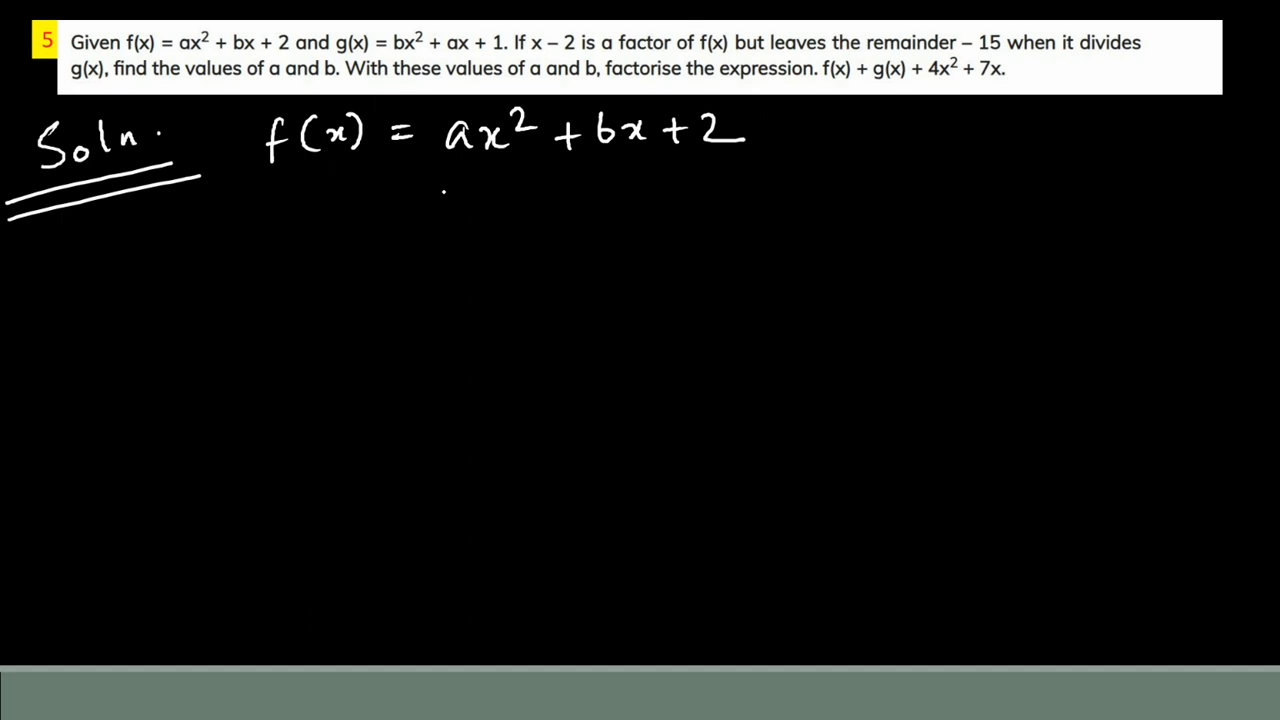 5 Given f(x) = ax² + bx + 2 and g(x) = bx² + ax + 1. If x – 2 is a factor of f(x) but leaves the remainder – 15 when it divides
g(x), find the values of a and b. With these values of a and b, factorise the expression. f(x) + g(x) + 4x² + 7x.
Soln. f(x) = ax² + bx + 2